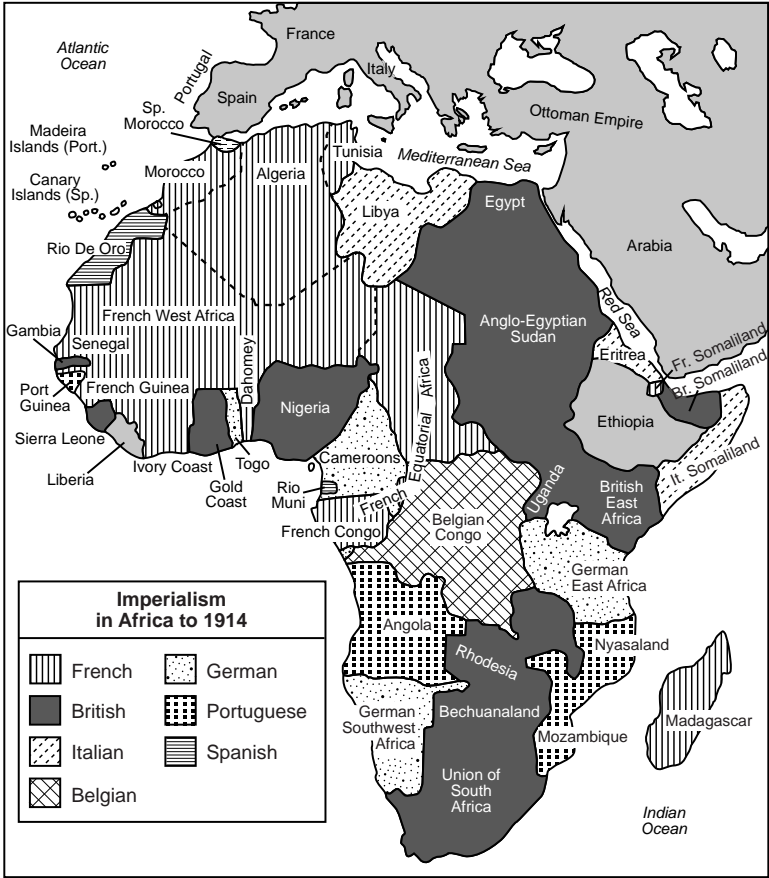 France
Atlantic
Ocean
Portugal
Italy
Spain
Sp.
Morocco
Ottoman Empire
Madeira
Islands (Port.)
Tunisia
Mediterranean Sea
Morocco
Algeria
Canary
Islands (Sp.)
Egypt
Libya
Rio De Oro
Arabia
Red Sea
French West Africa
Anglo-Egyptian
Sudan
Gambia
Senegal
Eritrea
Fr. Somaliland
Br. Somaliland
Port
Guinea
French Guinea
Dahomey
French Equatorial Africa
Nigeria
Ethiopia
Sierra Leone
Liberia
Ivory Coast
Togo
Gold
Coast
Cameroons
It. Somaliland
Rio
Muni
Uganda
British
East
Africa
French Congo
Belgian
Congo
German
East Africa
Imperialism
in Africa to 1914
French
German
British
Portuguese
Italian
Spanish
Belgian
Angola
Nyasaland
Rhodesia
German
Southwest
Africa
Bechuanaland
Mozambique
Madagascar
Union of
South
Africa
Indian
Ocean